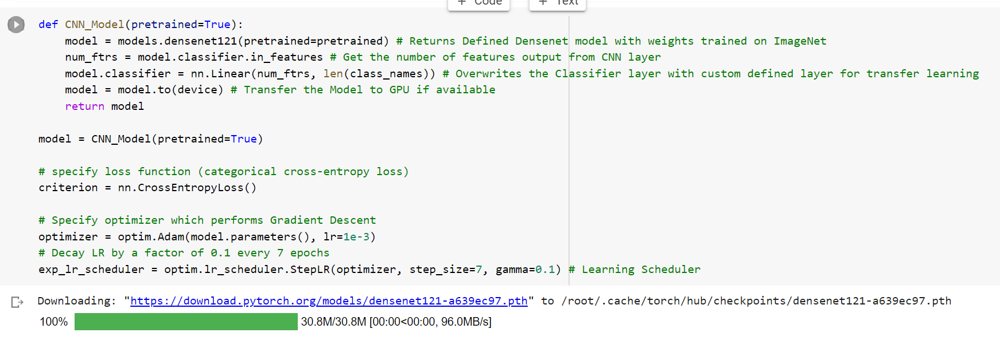 + Code + Text
def CNN_Model(pretrained=True):
    model = models.densenet121(pretrained=pretrained) # Returns Defined Densenet model with weights trained on ImageNet
    num_ftrs = model.classifier.in_features # Get the number of features output from CNN layer
    model.classifier = nn.Linear(num_ftrs, len(class_names)) # Overwrites the Classifier layer with custom defined layer for transfer learning
    model = model.to(device) # Transfer the Model to GPU if available
    return model
model = CNN_Model(pretrained=True)
# specify loss function (categorical cross-entropy loss)
criterion = nn.CrossEntropyLoss()
# Specify optimizer which performs Gradient Descent
optimizer = optim.Adam(model.parameters(), lr=1e-3)
# Decay LR by a factor of 0.1 every 7 epochs
exp_lr_scheduler = optim.lr_scheduler.StepLR(optimizer, step_size=7, gamma=0.1) # Learning Scheduler
Downloading: "https://download.pytorch.org/models/densenet121-a639ec97.pth" to /root/.cache/torch/hub/checkpoints/densenet121-a639ec97.pth
100% 30.8M/30.8M [00:00<00:00, 96.0MB/s]